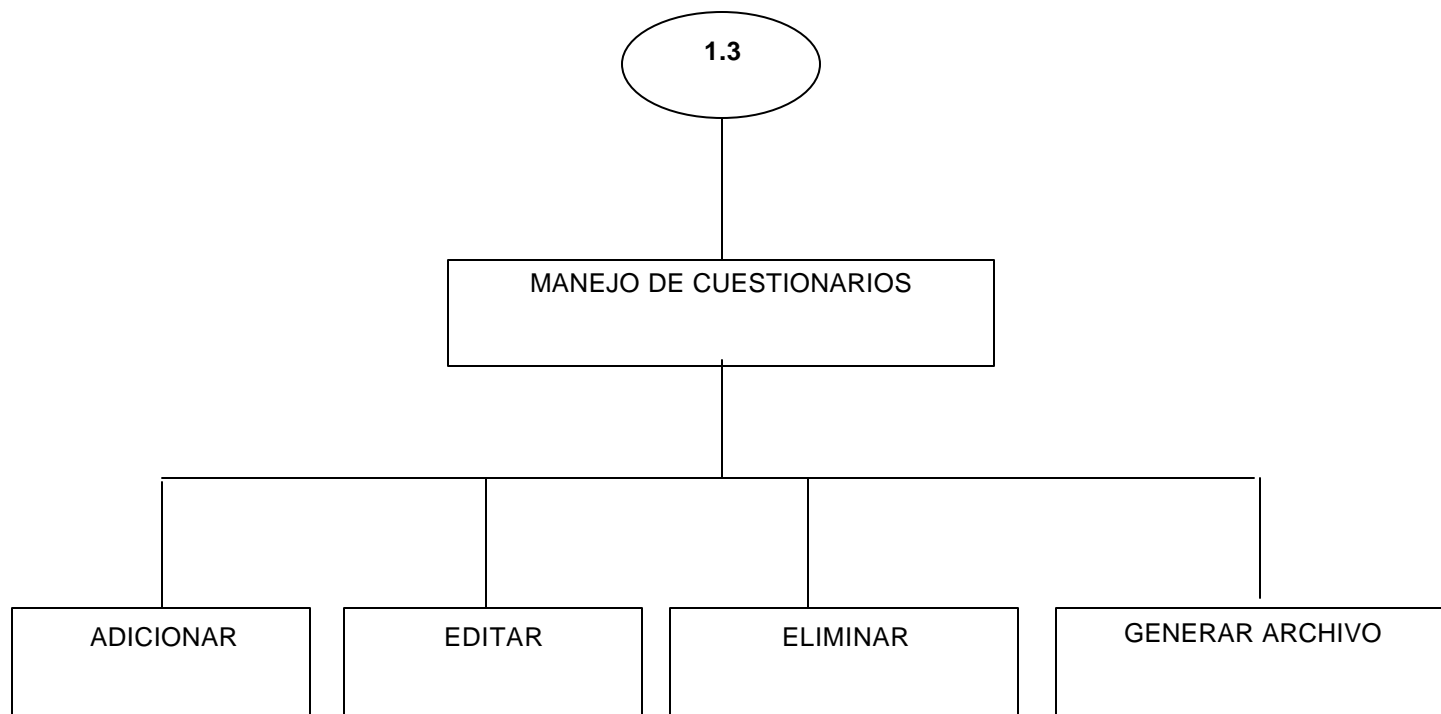 1.3
MANEJO DE CUESTIONARIOS
ADICIONAR
EDITAR
ELIMINAR
GENERAR ARCHIVO